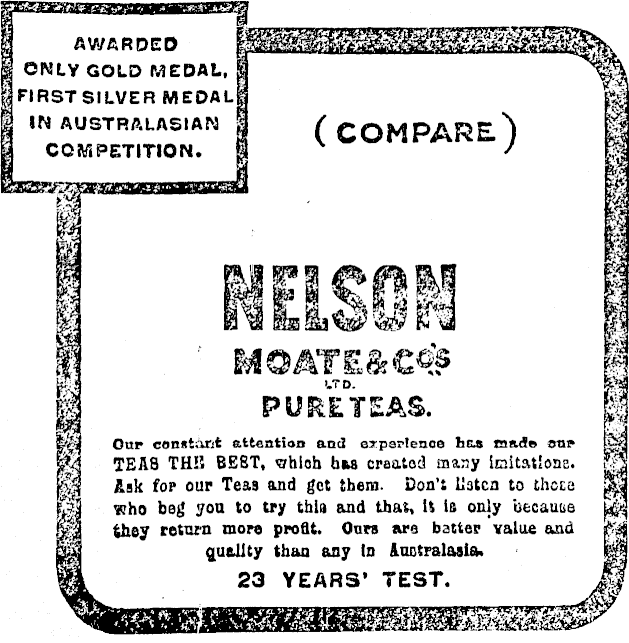 AWARDED
ONLY GOLD MEDAL,
FIRST SILVER MEDAL
IN AUSTRALASIAN
COMPETITION.
(COMPARE)
NELSON
MOATE & CO'S
LTD.
PURE TEAS.
Our constant attention and experience has made our
TEAS THE BEST, which has created many imitations.
Ask for our Teas and get them. Don't listen to those
who beg you to try this and that, it is only because
they return more profit. Ours are better value and
quality than any in Australasia.
23 YEARS' TEST.